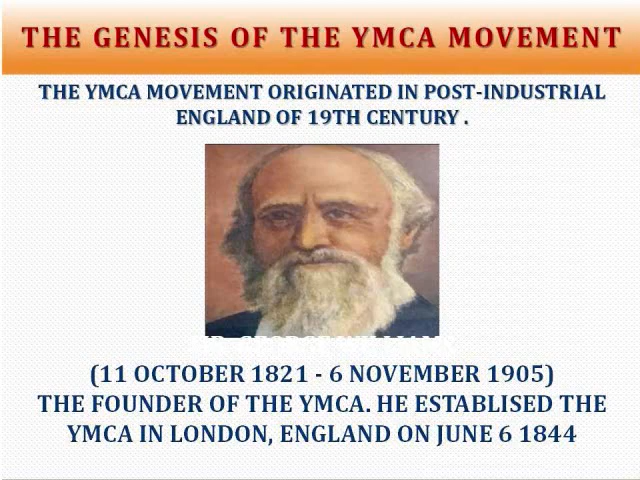 THE GENESIS OF THE YMCA MOVEMENT
THE YMCA MOVEMENT ORIGINATED IN POST-INDUSTRIAL
ENGLAND OF 19TH CENTURY .
GEORGE WILLIAMS
(11 OCTOBER 1821 - 6 NOVEMBER 1905)
THE FOUNDER OF THE YMCA. HE ESTABLISED THE
YMCA IN LONDON, ENGLAND ON JUNE 6 1844